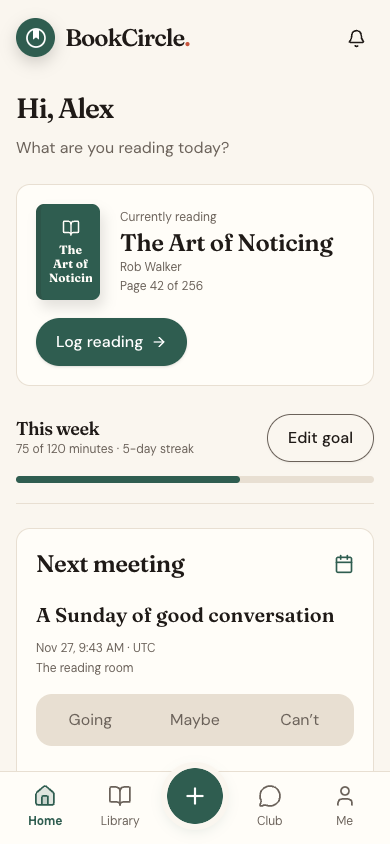 BookCircle.
Hi, Alex
What are you reading today?
The
Art of
Noticin
Currently reading
The Art of Noticing
Rob Walker
Page 42 of 256
Log reading →
This week
75 of 120 minutes · 5-day streak
Edit goal
Next meeting
A Sunday of good conversation
Nov 27, 9:43 AM · UTC
The reading room
Going Maybe Can’t
Home Library Club Me